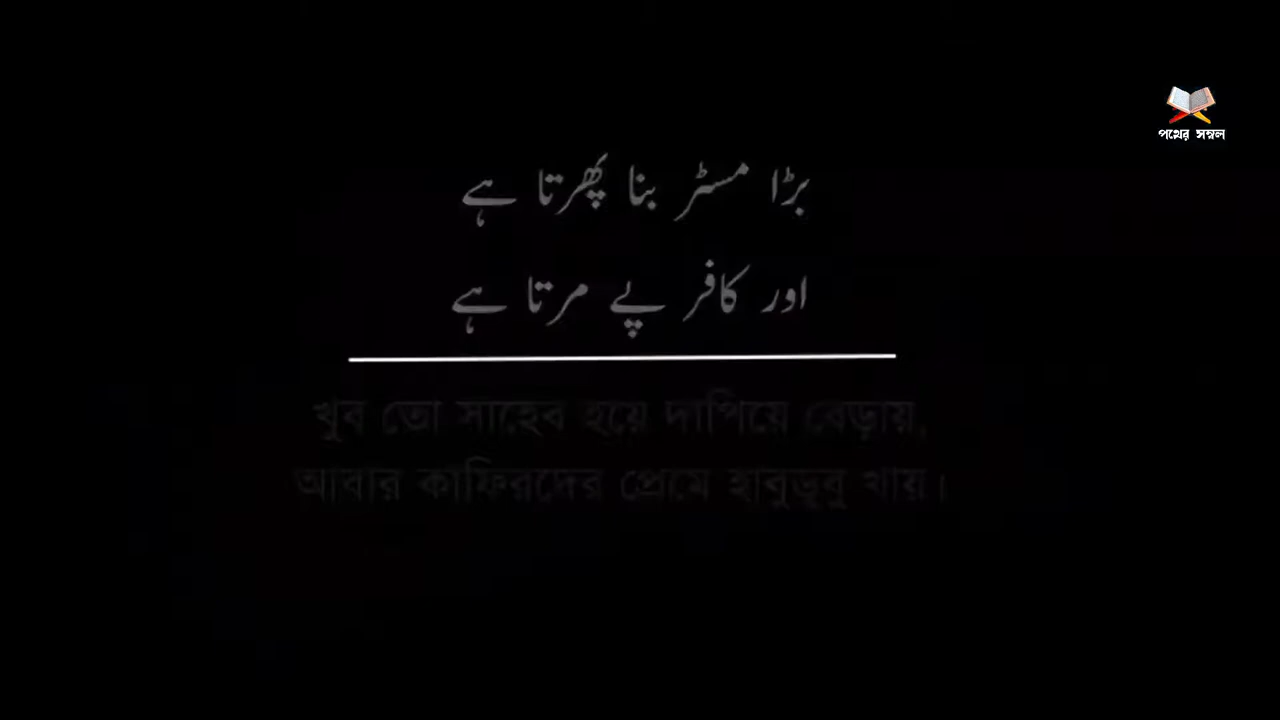 পথের সম্বল
بڑا مسٹر بنا پھرتا ہے
اور کافر پے مرتا ہے
খুব তো সাহেব হয়ে দাপিয়ে বেড়ায়,
আবার কাফিরদের প্রেমে হাবুডুবু খায়।